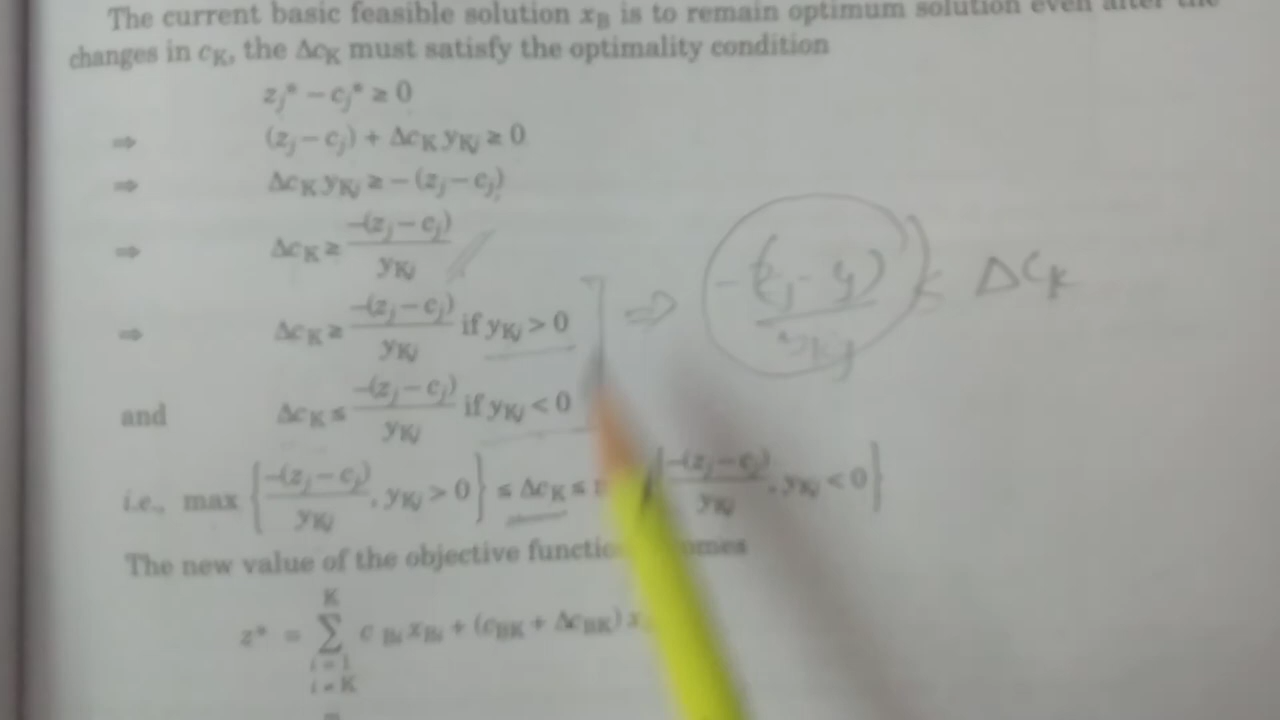 The current basic feasible solution x_B is to remain optimum solution even after the
changes in c_K, the Δc_K must satisfy the optimality condition
z_j* − c_j* ≥ 0
⇒ (z_j − c_j) + Δc_K y_Kj ≥ 0
⇒ Δc_K y_Kj ≥ −(z_j − c_j)
⇒ Δc_K ≥ −(z_j − c_j) / y_Kj
⇒ Δc_K ≥ −(z_j − c_j) / y_Kj if y_Kj > 0
⇒ −(z_j − c_j) / y_Kj ≤ Δc_K
and Δc_K ≤ −(z_j − c_j) / y_Kj if y_Kj < 0
i.e., max { −(z_j − c_j) / y_Kj , y_Kj > 0 } ≤ Δc_K ≤ { −(z_j − c_j) / y_Kj , y_Kj < 0 }
The new value of the objective
z* = Σ c_Bi x_Bi + (c_BK + Δc_BK) x
K
i = 1
i ≠ K
=